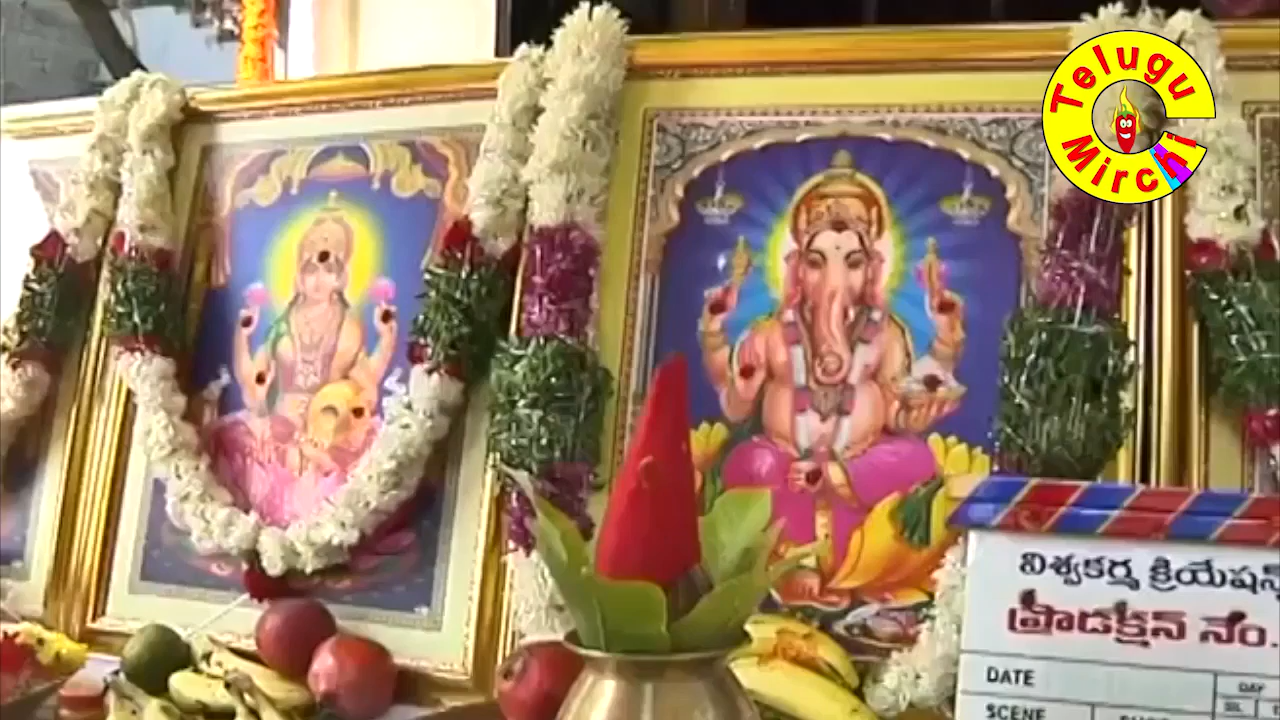 Telugu
Mirchi
విశ్వకర్మ క్రియేషన్స్
ప్రొడక్షన్ నెం.
DATE
DAY
SCENE